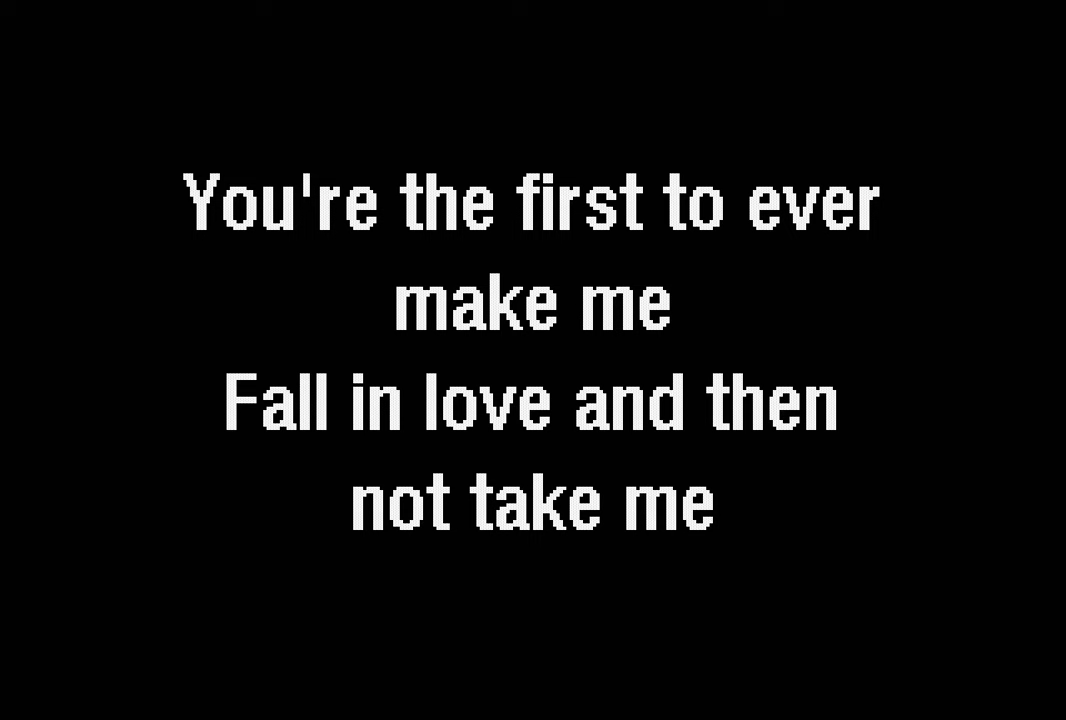 You're the first to ever
make me
Fall in love and then
not take me